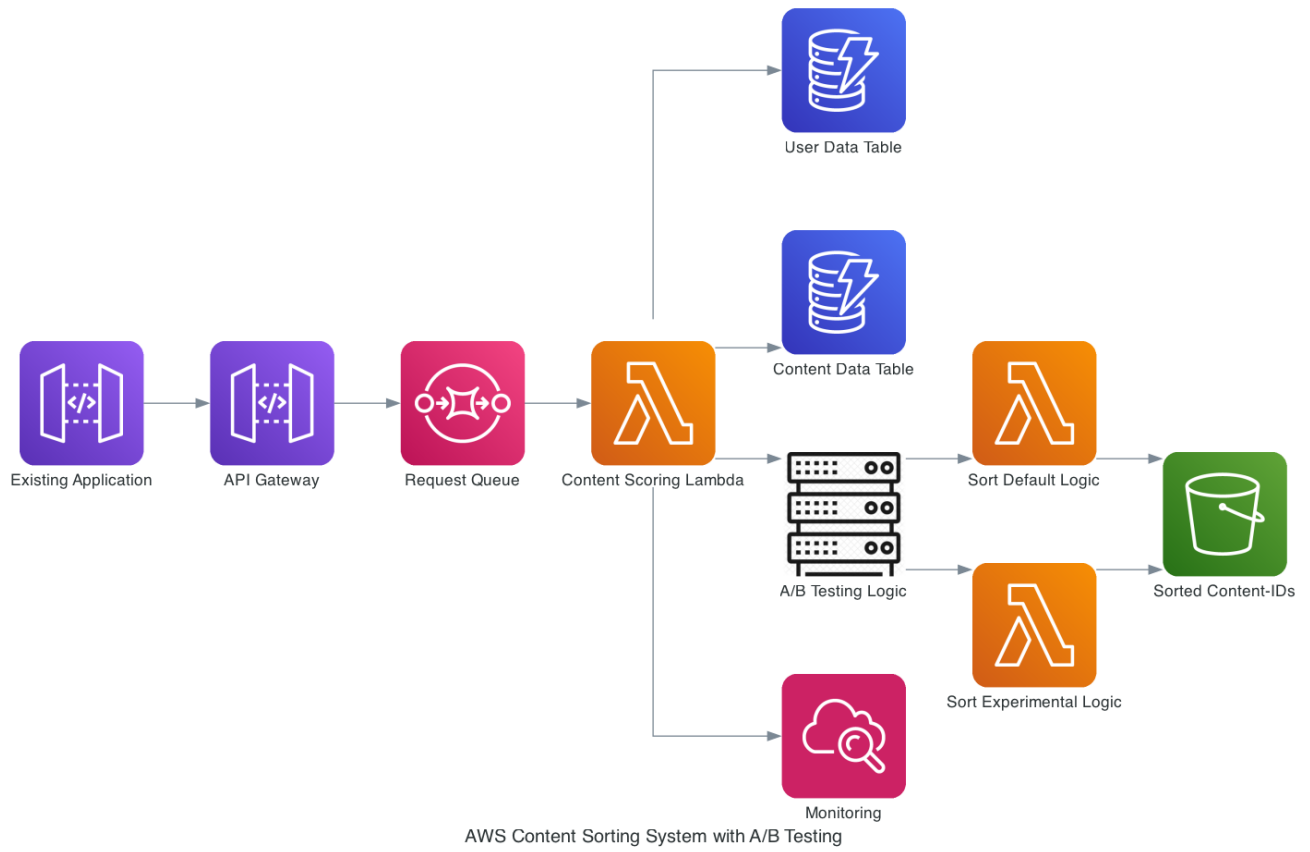 User Data Table
Content Data Table
Existing Application
API Gateway
Request Queue
Content Scoring Lambda
Sort Default Logic
A/B Testing Logic
Sorted Content-IDs
Sort Experimental Logic
Monitoring
AWS Content Sorting System with A/B Testing